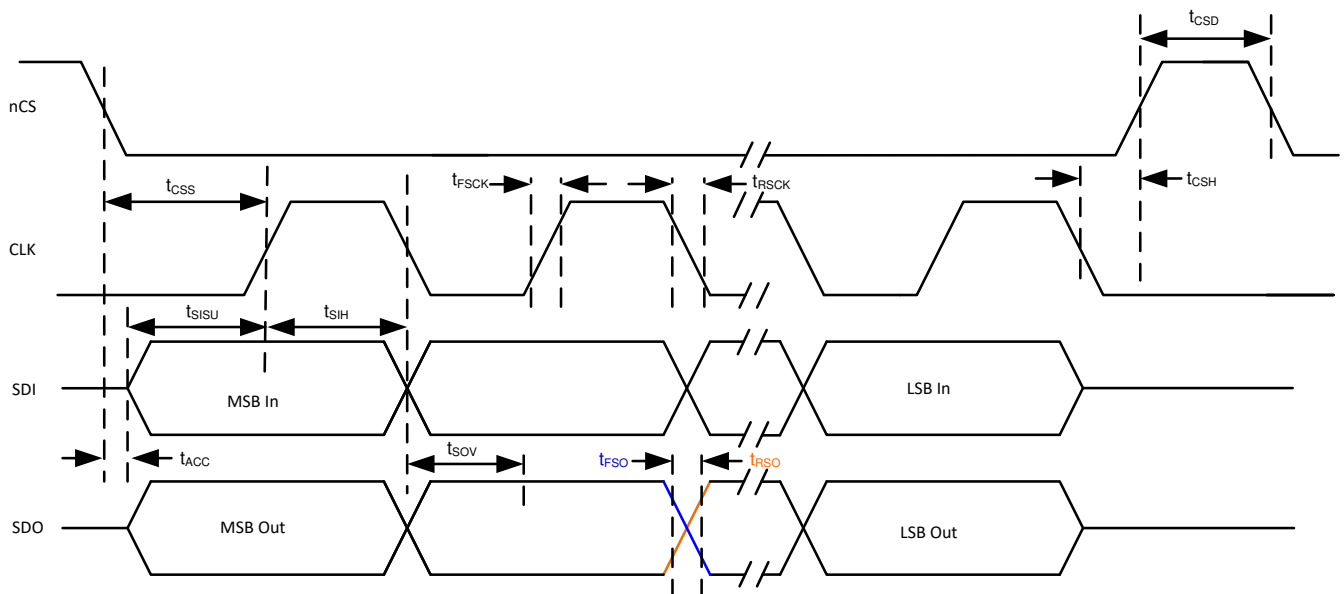 tCSD
nCS
tCSS
tFSCK
tRSCK
tCSH
CLK
tSISU
tSIH
SDI
MSB In
LSB In
tACC
tSOV
tFSO
tRSO
SDO
MSB Out
LSB Out